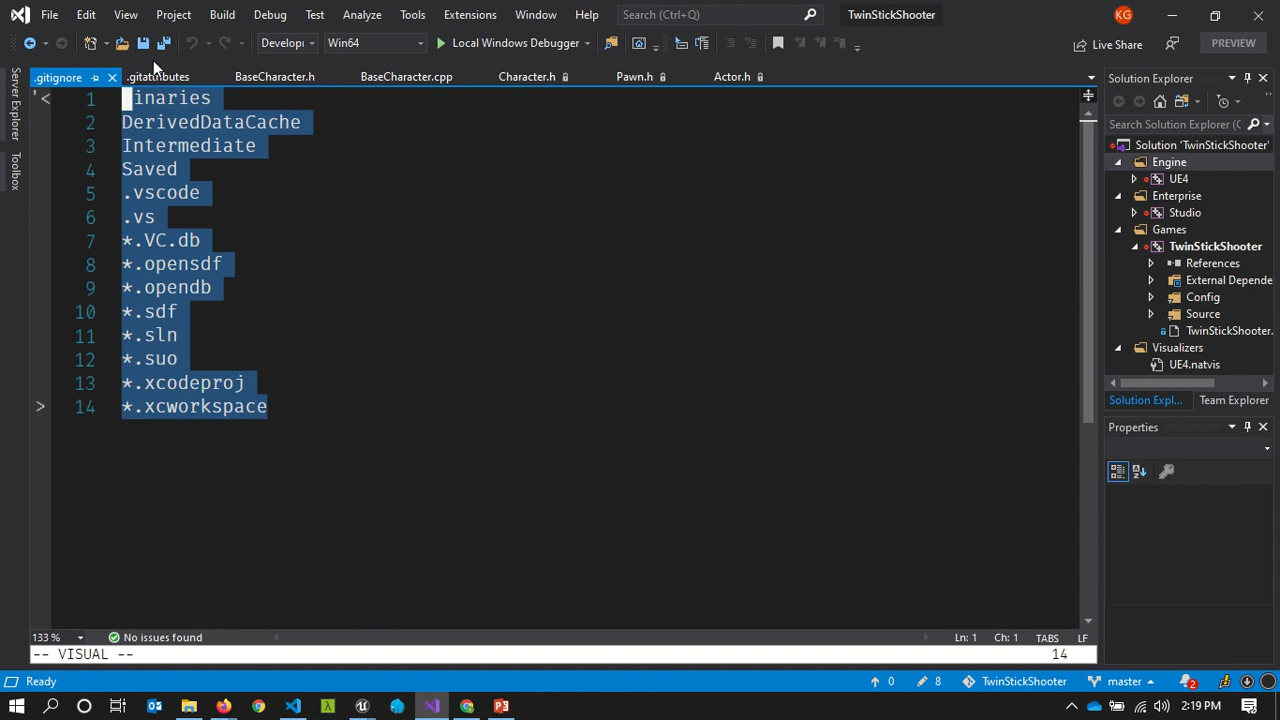 File Edit View Project Build Debug Test Analyze Tools Extensions Window Help Search (Ctrl+Q) TwinStickShooter KG
Develop Win64 Local Windows Debugger Live Share PREVIEW
.gitignore .gitattributes BaseCharacter.h BaseCharacter.cpp Character.h Pawn.h Actor.h
Server Explorer
Toolbox
1 Binaries
2 DerivedDataCache
3 Intermediate
4 Saved
5 .vscode
6 .vs
7 *.VC.db
8 *.opensdf
9 *.opendb
10 *.sdf
11 *.sln
12 *.suo
13 *.xcodeproj
14 *.xcworkspace
Solution Explorer
Search Solution Explorer (C
Solution 'TwinStickShooter'
Engine
UE4
Enterprise
Studio
Games
TwinStickShooter
References
External Depende
Config
Source
TwinStickShooter.
Visualizers
UE4.natvis
Solution Expl... Team Explorer
Properties
133 % No issues found Ln: 1 Ch: 1 TABS LF
-- VISUAL -- 14
Ready 0 8 TwinStickShooter master 2
2:19 PM